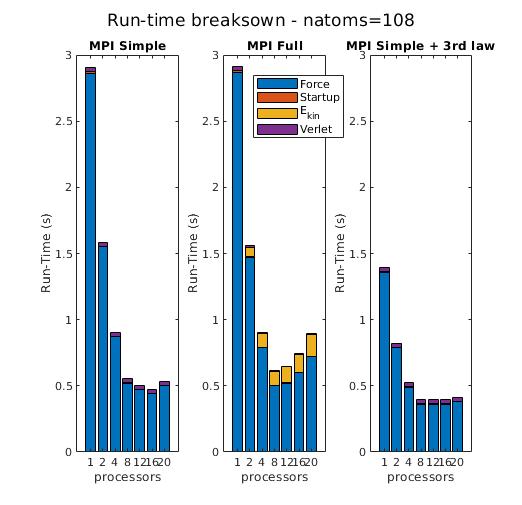 Run-time breaksown - natoms=108
MPI Simple
MPI Full
MPI Simple + 3rd law
3
2.5
2
1.5
1
0.5
0
Run-Time (s)
1 2 4 8 12 16 20
processors
3
2.5
2
1.5
1
0.5
0
Run-Time (s)
Force
Startup
Ekin
Verlet
1 2 4 8 12 16 20
processors
3
2.5
2
1.5
1
0.5
0
Run-Time (s)
1 2 4 8 12 16 20
processors